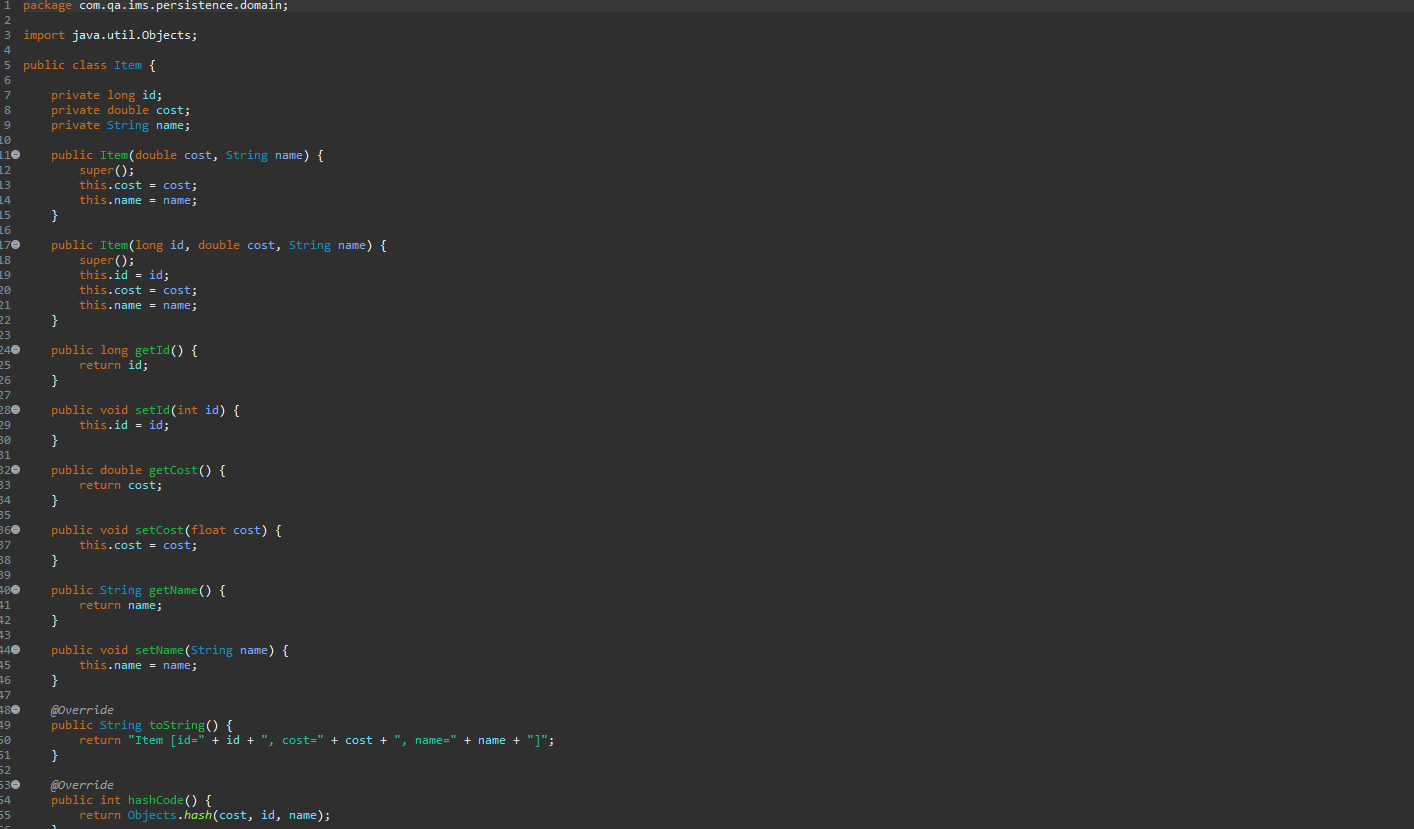 1 package com.qa.ims.persistence.domain;
2
3 import java.util.Objects;
4
5 public class Item {
6
7     private long id;
8     private double cost;
9     private String name;
10
11     public Item(double cost, String name) {
12         super();
13         this.cost = cost;
14         this.name = name;
15     }
16
17     public Item(long id, double cost, String name) {
18         super();
19         this.id = id;
20         this.cost = cost;
21         this.name = name;
22     }
23
24     public long getId() {
25         return id;
26     }
27
28     public void setId(int id) {
29         this.id = id;
30     }
31
32     public double getCost() {
33         return cost;
34     }
35
36     public void setCost(float cost) {
37         this.cost = cost;
38     }
39
40     public String getName() {
41         return name;
42     }
43
44     public void setName(String name) {
45         this.name = name;
46     }
47
48     @Override
49     public String toString() {
50         return "Item [id=" + id + ", cost=" + cost + ", name=" + name + "]";
51     }
52
53     @Override
54     public int hashCode() {
55         return Objects.hash(cost, id, name);